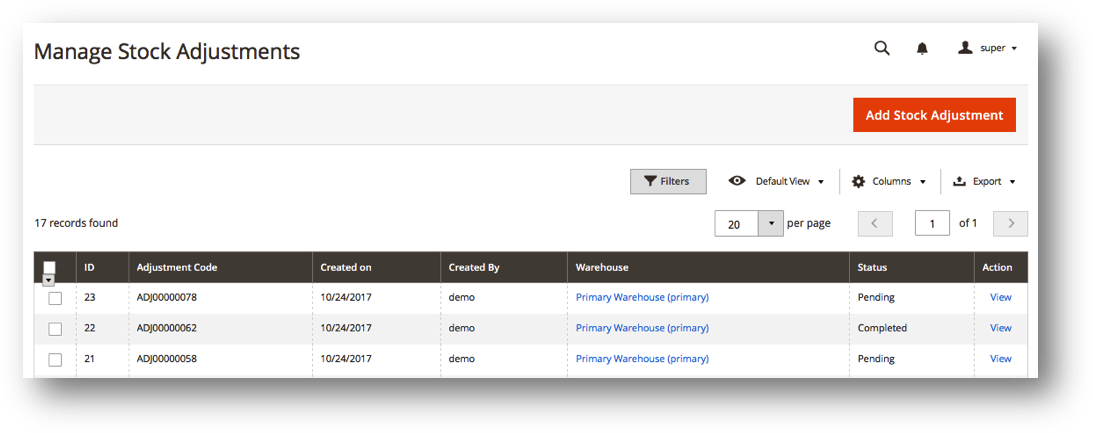 Manage Stock Adjustments
super
Add Stock Adjustment
Filters Default View Columns Export
17 records found 20 per page 1 of 1
ID Adjustment Code Created on Created By Warehouse Status Action
23 ADJ00000078 10/24/2017 demo Primary Warehouse (primary) Pending View
22 ADJ00000062 10/24/2017 demo Primary Warehouse (primary) Completed View
21 ADJ00000058 10/24/2017 demo Primary Warehouse (primary) Pending View